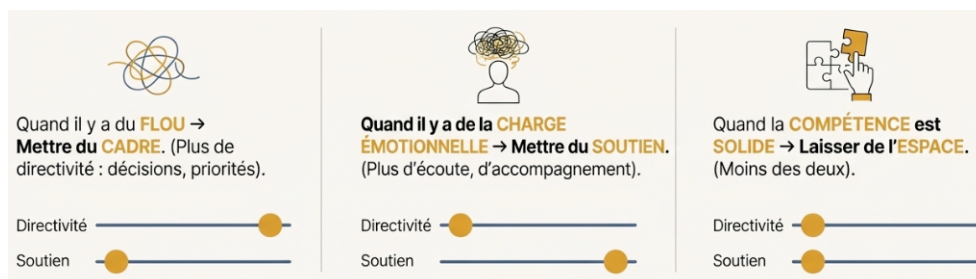 Quand il y a du FLOU →
Mettre du CADRE. (Plus de
directivité : décisions, priorités).
Directivité
Soutien
Quand il y a de la CHARGE
ÉMOTIONNELLE → Mettre du SOUTIEN.
(Plus d'écoute, d'accompagnement).
Directivité
Soutien
Quand la COMPÉTENCE est
SOLIDE → Laisser de l'ESPACE.
(Moins des deux).
Directivité
Soutien